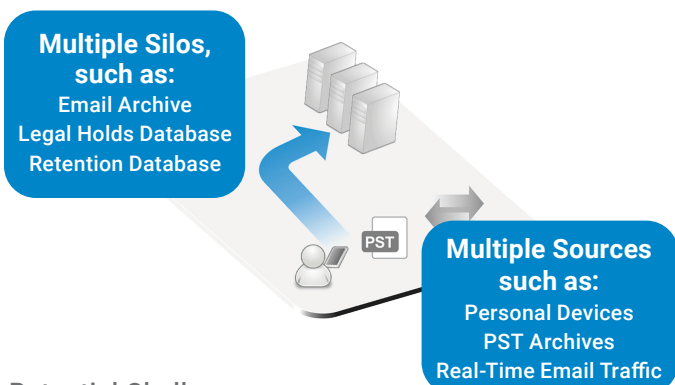 Multiple Silos,
such as:
Email Archive
Legal Holds Database
Retention Database
PST
Multiple Sources
such as:
Personal Devices
PST Archives
Real-Time Email Traffic